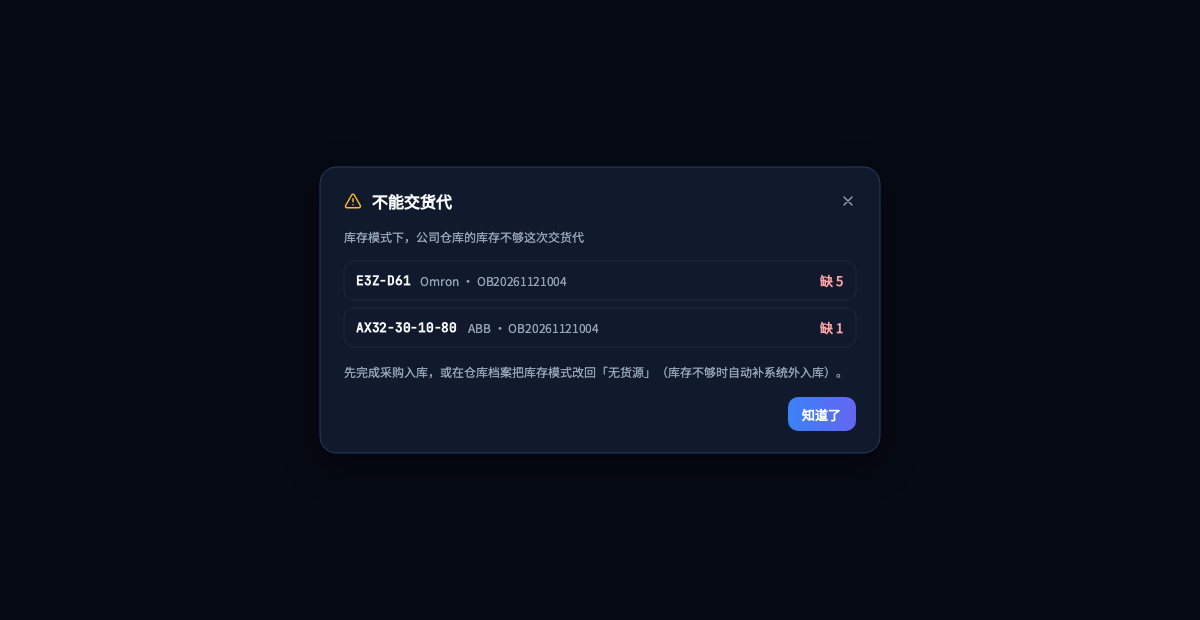 不能交货代
库存模式下，公司仓库的库存不够这次交货代
E3Z-D61 Omron · OB20261121004 缺 5
AX32-30-10-80 ABB · OB20261121004 缺 1
先完成采购入库，或在仓库档案把库存模式改回「无货源」（库存不够时自动补系统外入库）。
知道了